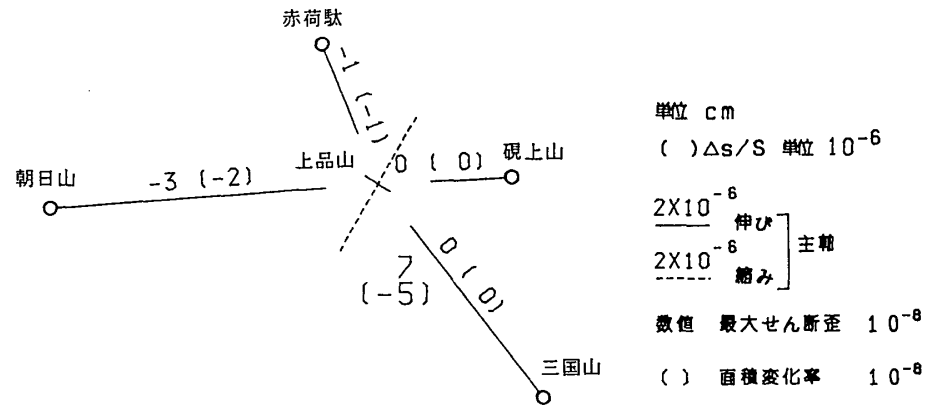 赤荷駄
-1 (-1)
上品山
0 ( 0)
硯上山
朝日山
-3 (-2)
0 ( 0)
7
(-5)
三国山
単位 cm
( )△s/S 単位 10⁻⁶
2X10⁻⁶ 伸び
2X10⁻⁶ 縮み
主軸
数値 最大せん断歪 10⁻⁸
( ) 面積変化率 10⁻⁸